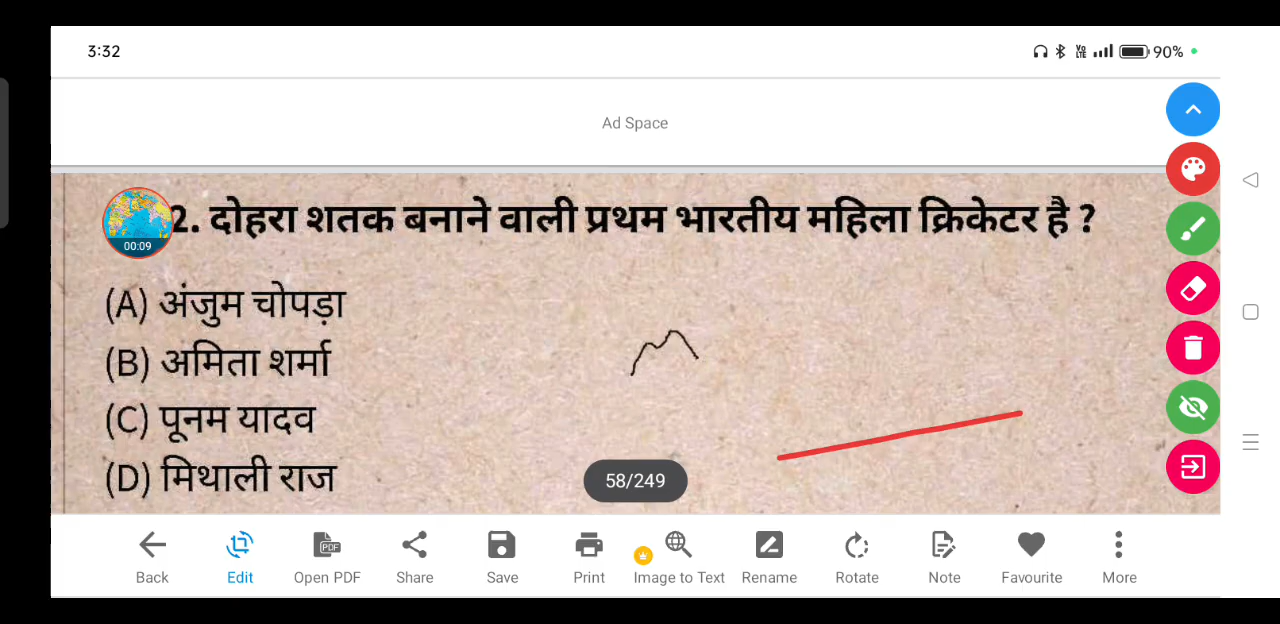 3:32
90%
Ad Space
00:09
2. दोहरा शतक बनाने वाली प्रथम भारतीय महिला क्रिकेटर है ?
(A) अंजुम चोपड़ा
(B) अमिता शर्मा
(C) पूनम यादव
(D) मिथाली राज
58/249
Back Edit Open PDF Share Save Print Image to Text Rename Rotate Note Favourite More